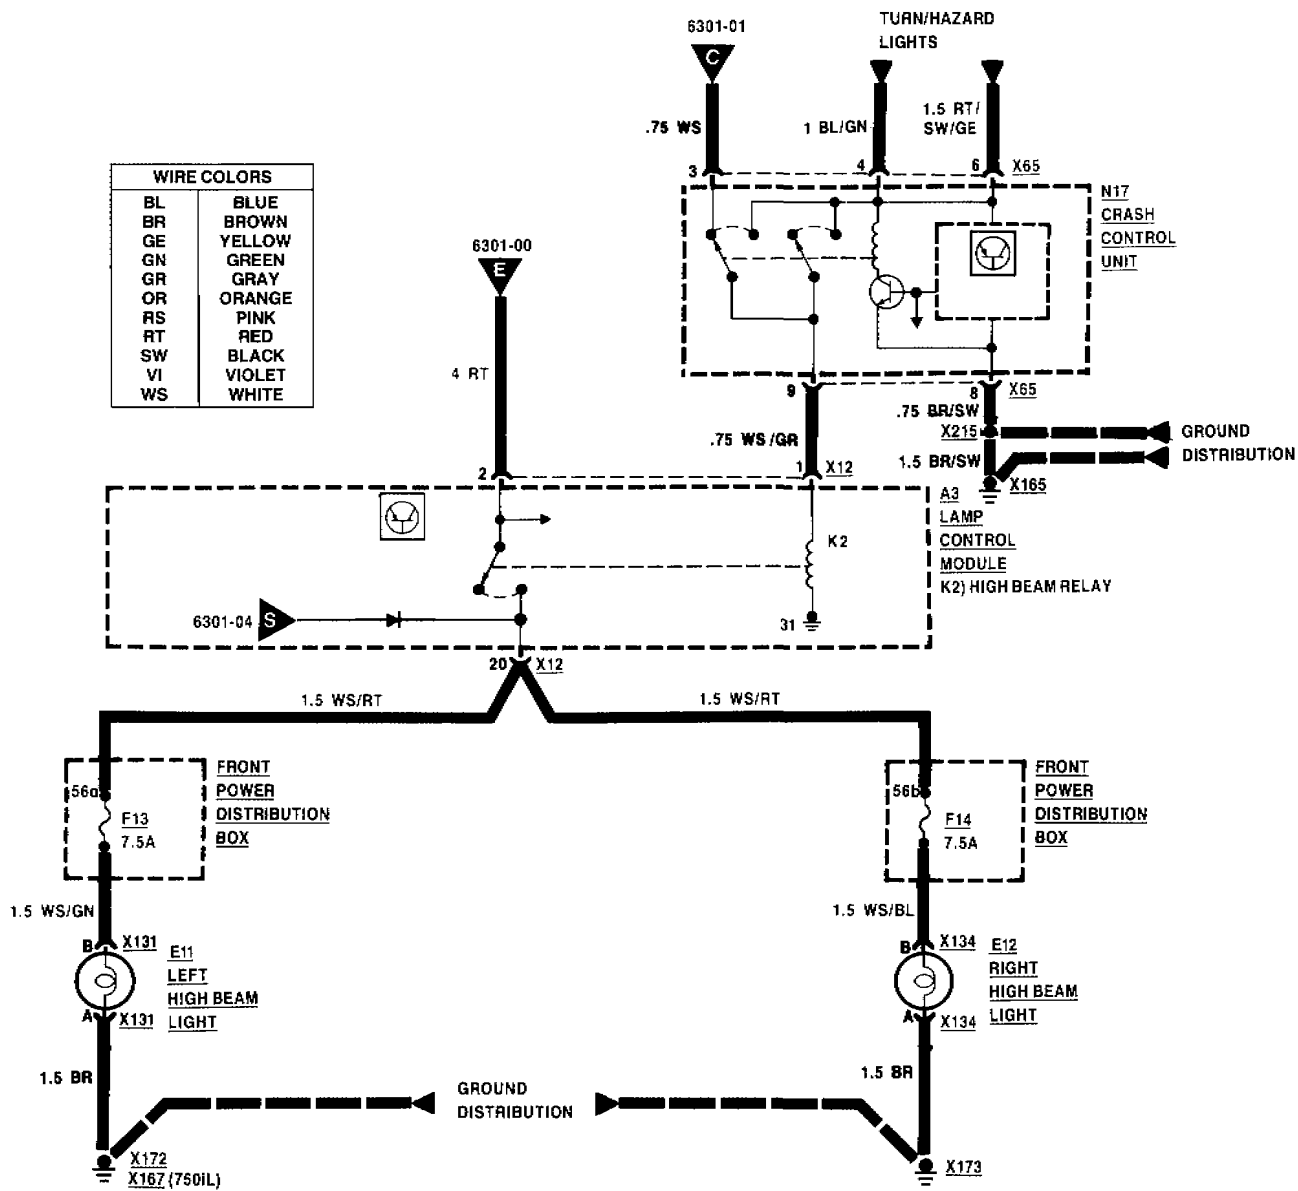 6301-01
C
TURN/HAZARD
LIGHTS
.75 WS
1 BL/GN
1.5 RT/
SW/GE
3
4
6
X65
N17
CRASH
CONTROL
UNIT
WIRE COLORS
BL BLUE
BR BROWN
GE YELLOW
GN GREEN
GR GRAY
OR ORANGE
RS PINK
RT RED
SW BLACK
VI VIOLET
WS WHITE
6301-00
E
4 RT
9
8
X65
.75 BR/SW
.75 WS/GR
X215
GROUND
DISTRIBUTION
1.5 BR/SW
X165
2
1
X12
A3
LAMP
CONTROL
MODULE
K2) HIGH BEAM RELAY
K2
31
6301-04
S
20
X12
1.5 WS/RT
1.5 WS/RT
56a
F13
7.5A
FRONT
POWER
DISTRIBUTION
BOX
56b
F14
7.5A
FRONT
POWER
DISTRIBUTION
BOX
1.5 WS/GN
1.5 WS/BL
B
X131
E11
LEFT
HIGH BEAM
LIGHT
A
X131
B
X134
E12
RIGHT
HIGH BEAM
LIGHT
A
X134
1.5 BR
1.5 BR
GROUND
DISTRIBUTION
X172
X167 (750iL)
X173